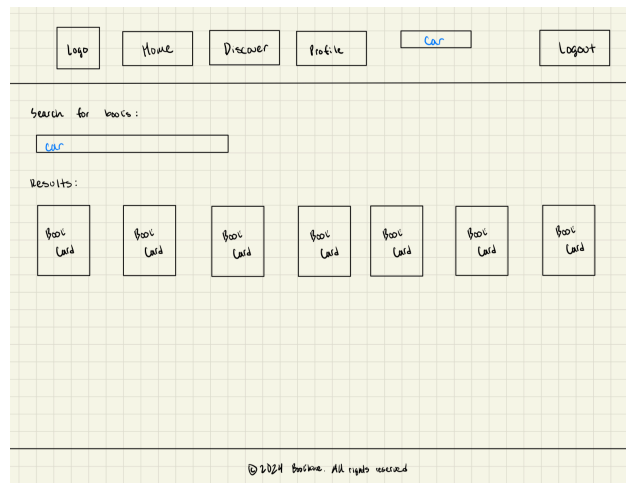 Logo Home Discover Profile car Logout
Search for books:
car
Results:
Book Book Book Book Book Book Book
Card Card Card Card Card Card Card
© 2024 All rights reserved